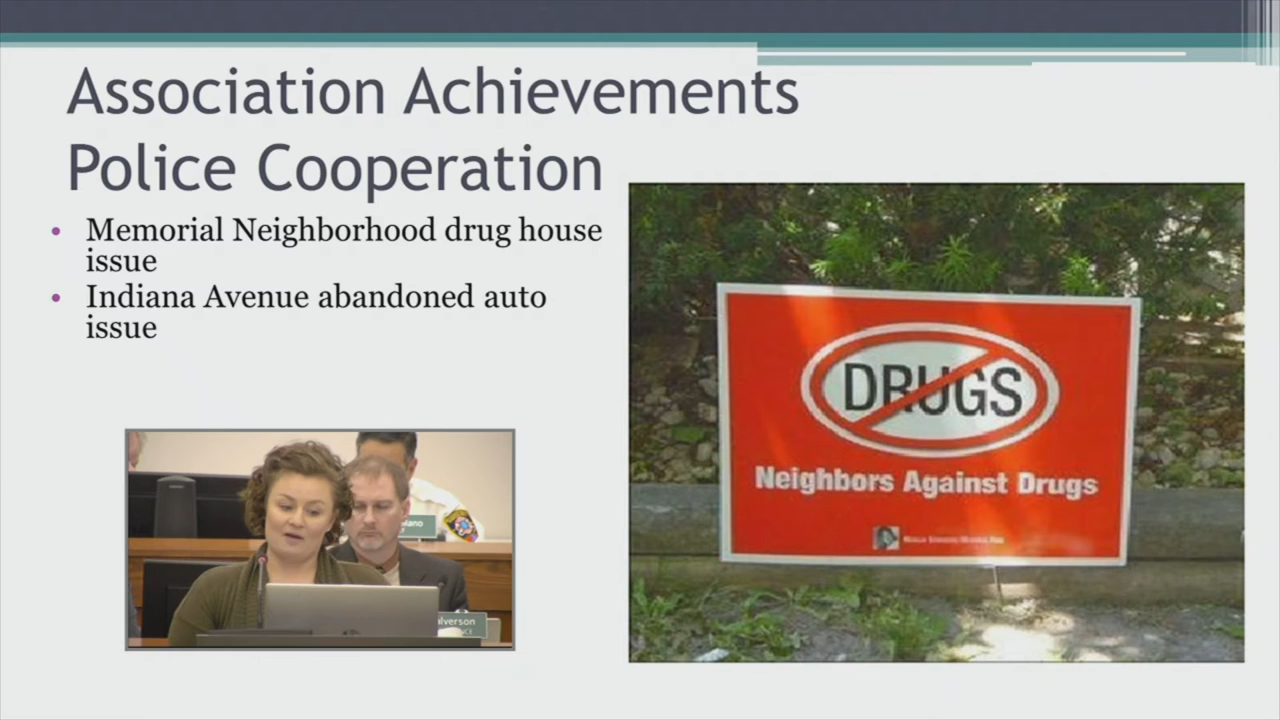 Association Achievements
Police Cooperation
• Memorial Neighborhood drug house
issue
• Indiana Avenue abandoned auto
issue
DRUGS
Neighbors Against Drugs